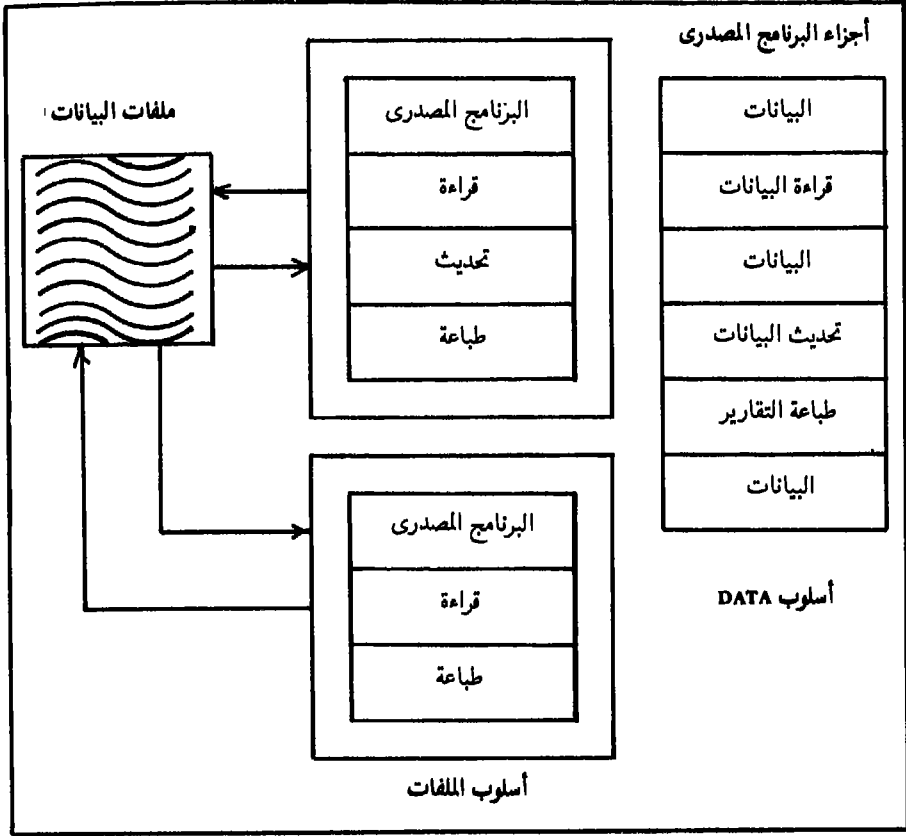 أجزاء البرنامج المصدرى
البيانات
قراءة البيانات
البيانات
تحديث البيانات
طباعة التقارير
البيانات
أسلوب DATA
البرنامج المصدرى
قراءة
تحديث
طباعة
ملفات البيانات
البرنامج المصدرى
قراءة
طباعة
أسلوب الملفات